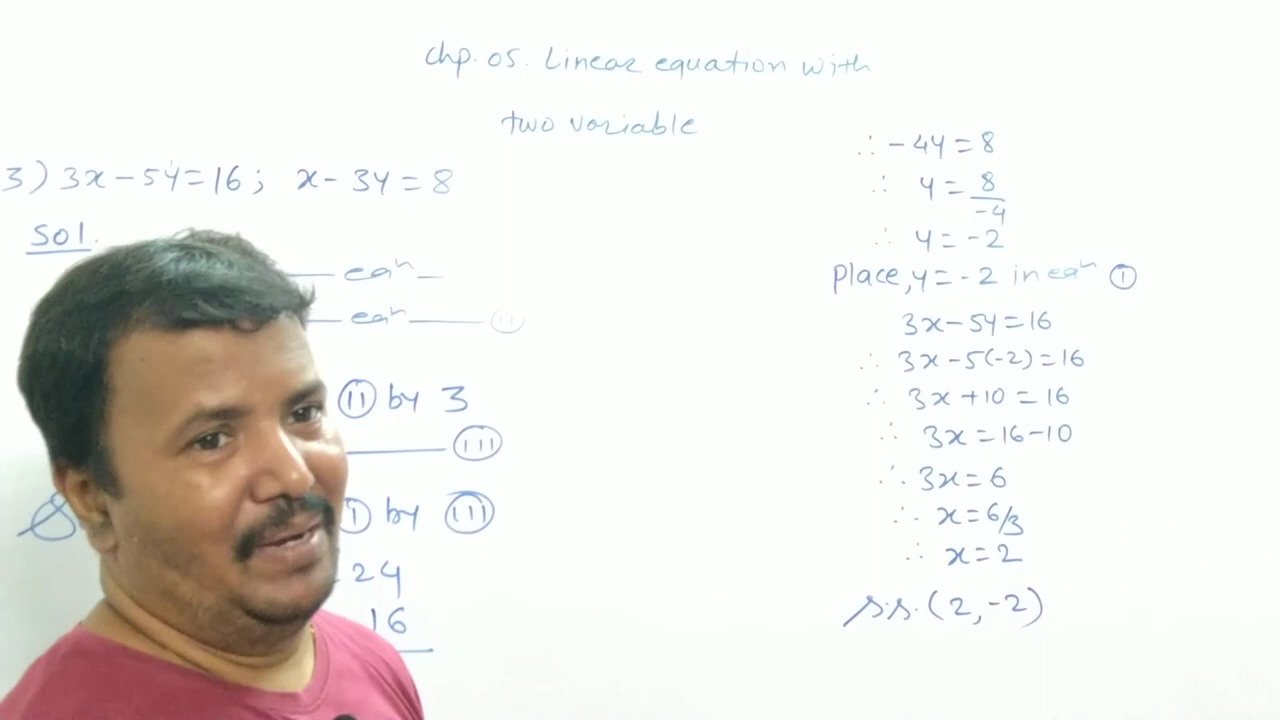 chp. 05. Linear equation with
two variable
3) 3x - 5y = 16 ; x - 3y = 8
Sol.
eqn
eqn II
II by 3
III
I by III
24
16
∴ -4y = 8
∴ y = 8/-4
∴ y = -2
Place, y = -2 in eqn I
3x - 5y = 16
∴ 3x - 5(-2) = 16
∴ 3x + 10 = 16
∴ 3x = 16 - 10
∴ 3x = 6
∴ x = 6/3
∴ x = 2
s.s. (2, -2)